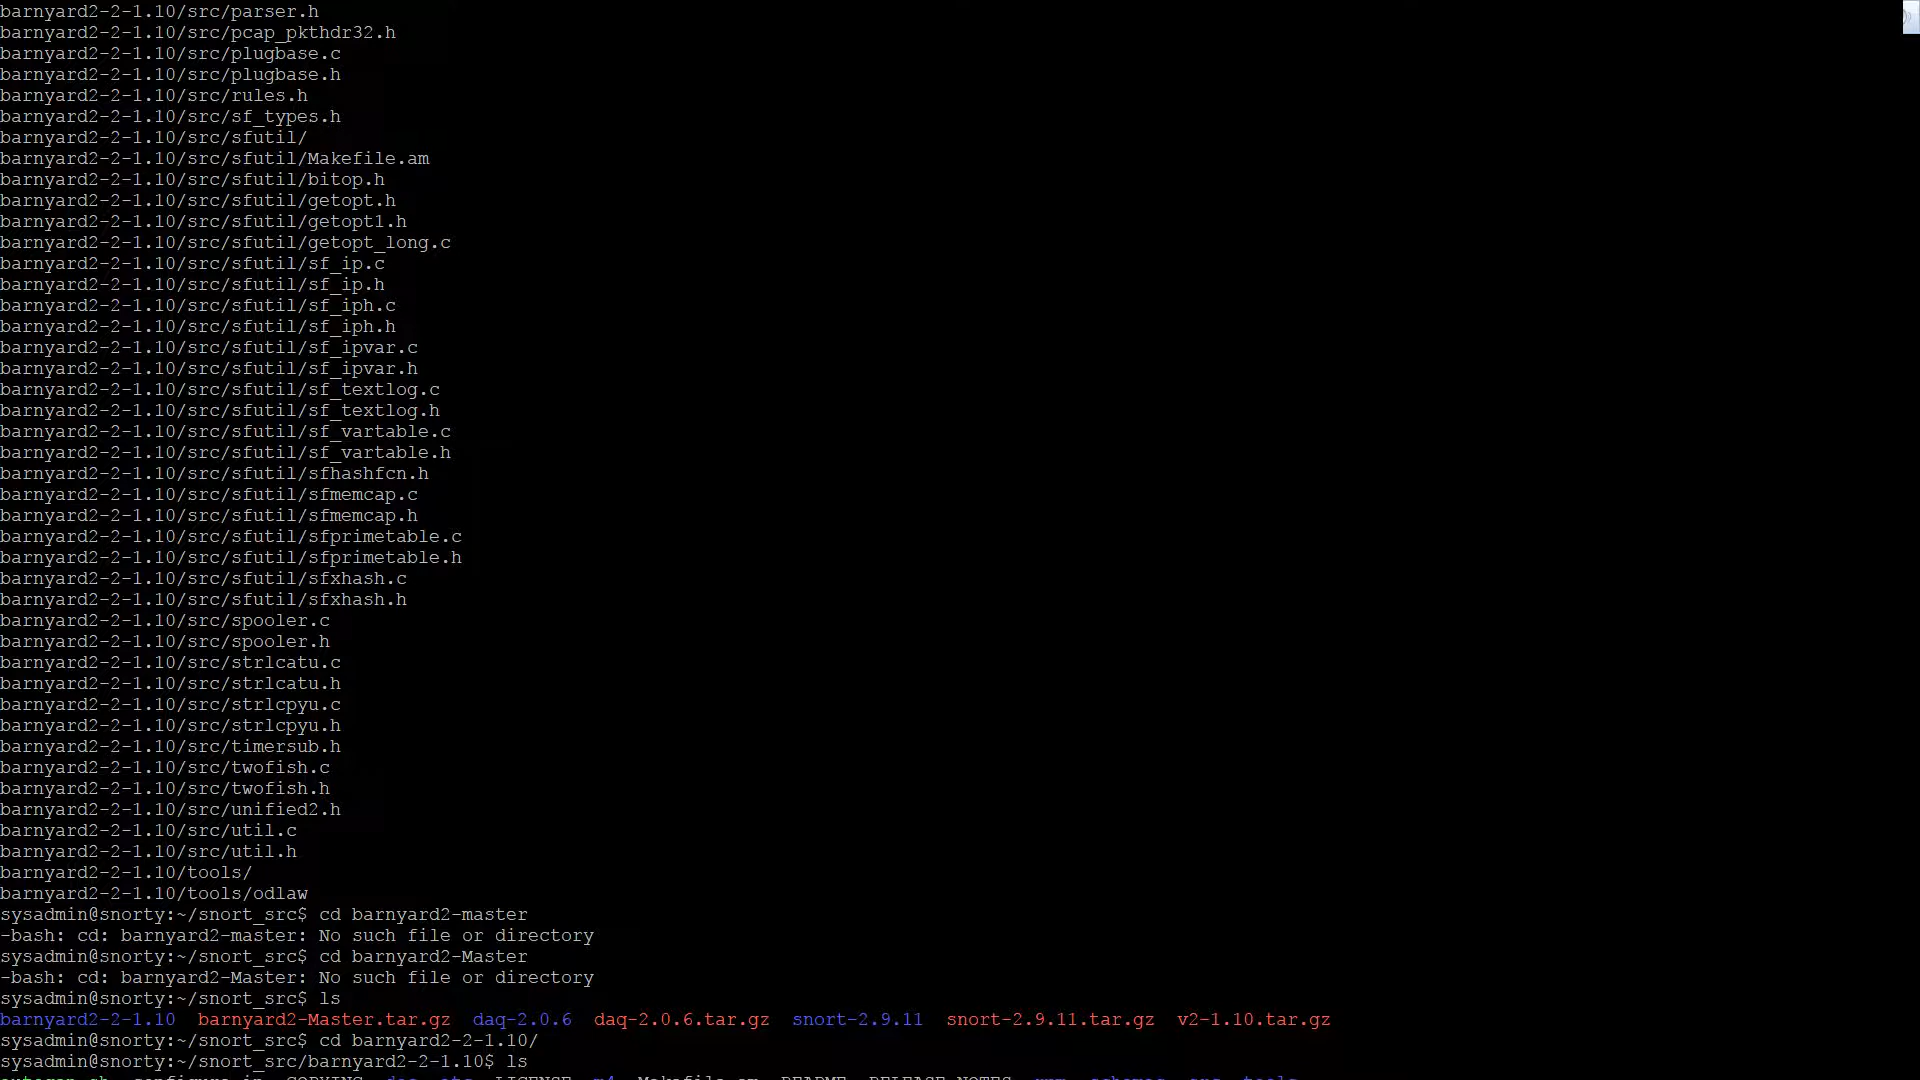 barnyard2-2-1.10/src/parser.h
barnyard2-2-1.10/src/pcap_pkthdr32.h
barnyard2-2-1.10/src/plugbase.c
barnyard2-2-1.10/src/plugbase.h
barnyard2-2-1.10/src/rules.h
barnyard2-2-1.10/src/sf_types.h
barnyard2-2-1.10/src/sfutil/
barnyard2-2-1.10/src/sfutil/Makefile.am
barnyard2-2-1.10/src/sfutil/bitop.h
barnyard2-2-1.10/src/sfutil/getopt.h
barnyard2-2-1.10/src/sfutil/getopt1.h
barnyard2-2-1.10/src/sfutil/getopt_long.c
barnyard2-2-1.10/src/sfutil/sf_ip.c
barnyard2-2-1.10/src/sfutil/sf_ip.h
barnyard2-2-1.10/src/sfutil/sf_iph.c
barnyard2-2-1.10/src/sfutil/sf_iph.h
barnyard2-2-1.10/src/sfutil/sf_ipvar.c
barnyard2-2-1.10/src/sfutil/sf_ipvar.h
barnyard2-2-1.10/src/sfutil/sf_textlog.c
barnyard2-2-1.10/src/sfutil/sf_textlog.h
barnyard2-2-1.10/src/sfutil/sf_vartable.c
barnyard2-2-1.10/src/sfutil/sf_vartable.h
barnyard2-2-1.10/src/sfutil/sfhashfcn.h
barnyard2-2-1.10/src/sfutil/sfmemcap.c
barnyard2-2-1.10/src/sfutil/sfmemcap.h
barnyard2-2-1.10/src/sfutil/sfprimetable.c
barnyard2-2-1.10/src/sfutil/sfprimetable.h
barnyard2-2-1.10/src/sfutil/sfxhash.c
barnyard2-2-1.10/src/sfutil/sfxhash.h
barnyard2-2-1.10/src/spooler.c
barnyard2-2-1.10/src/spooler.h
barnyard2-2-1.10/src/strlcatu.c
barnyard2-2-1.10/src/strlcatu.h
barnyard2-2-1.10/src/strlcpyu.c
barnyard2-2-1.10/src/strlcpyu.h
barnyard2-2-1.10/src/timersub.h
barnyard2-2-1.10/src/twofish.c
barnyard2-2-1.10/src/twofish.h
barnyard2-2-1.10/src/unified2.h
barnyard2-2-1.10/src/util.c
barnyard2-2-1.10/src/util.h
barnyard2-2-1.10/tools/
barnyard2-2-1.10/tools/odlaw
sysadmin@snorty:~/snort_src$ cd barnyard2-master
-bash: cd: barnyard2-master: No such file or directory
sysadmin@snorty:~/snort_src$ cd barnyard2-Master
-bash: cd: barnyard2-Master: No such file or directory
sysadmin@snorty:~/snort_src$ ls
barnyard2-2-1.10  barnyard2-Master.tar.gz  daq-2.0.6  daq-2.0.6.tar.gz  snort-2.9.11  snort-2.9.11.tar.gz  v2-1.10.tar.gz
sysadmin@snorty:~/snort_src$ cd barnyard2-2-1.10/
sysadmin@snorty:~/snort_src/barnyard2-2-1.10$ ls